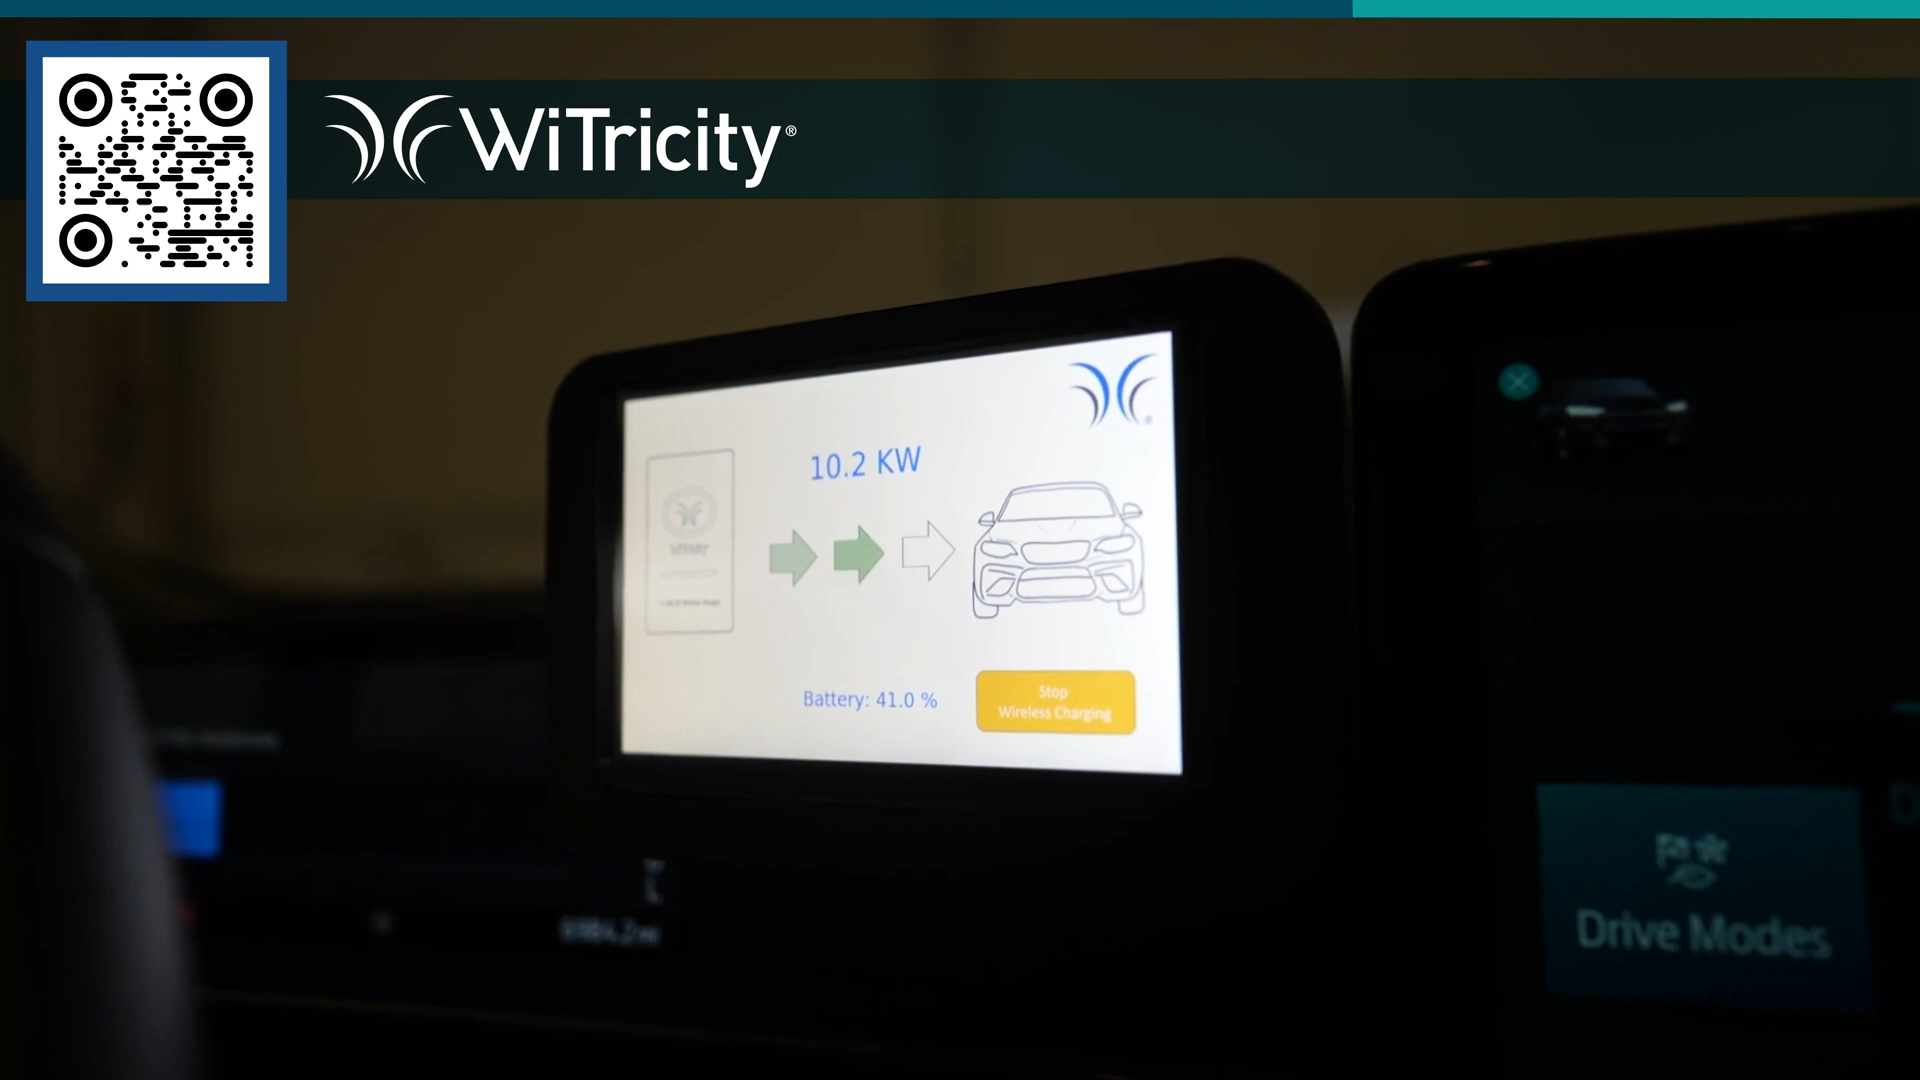 WiTricity®
10.2 KW
Battery: 41.0 %
Stop
Wireless Charging
Drive Modes